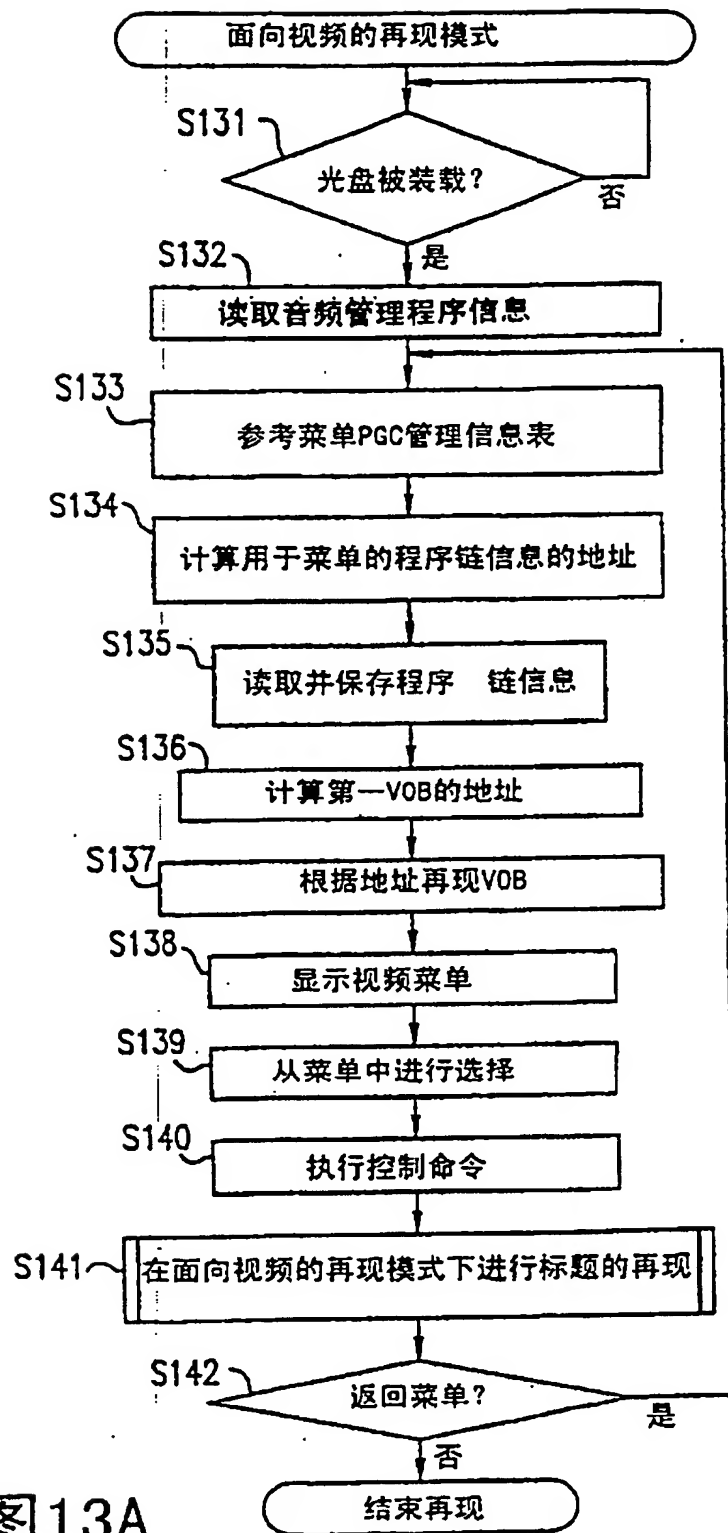 面向视频的再现模式
S131
光盘被装载?
否
是
S132
读取音频管理程序信息
S133
参考菜单PGC管理信息表
S134
计算用于菜单的程序链信息的地址
S135
读取并保存程序 链信息
S136
计算第一VOB的地址
S137
根据地址再现VOB
S138
显示视频菜单
S139
从菜单中进行选择
S140
执行控制命令
S141
在面向视频的再现模式下进行标题的再现
S142
返回菜单?
是
否
结束再现
图13A